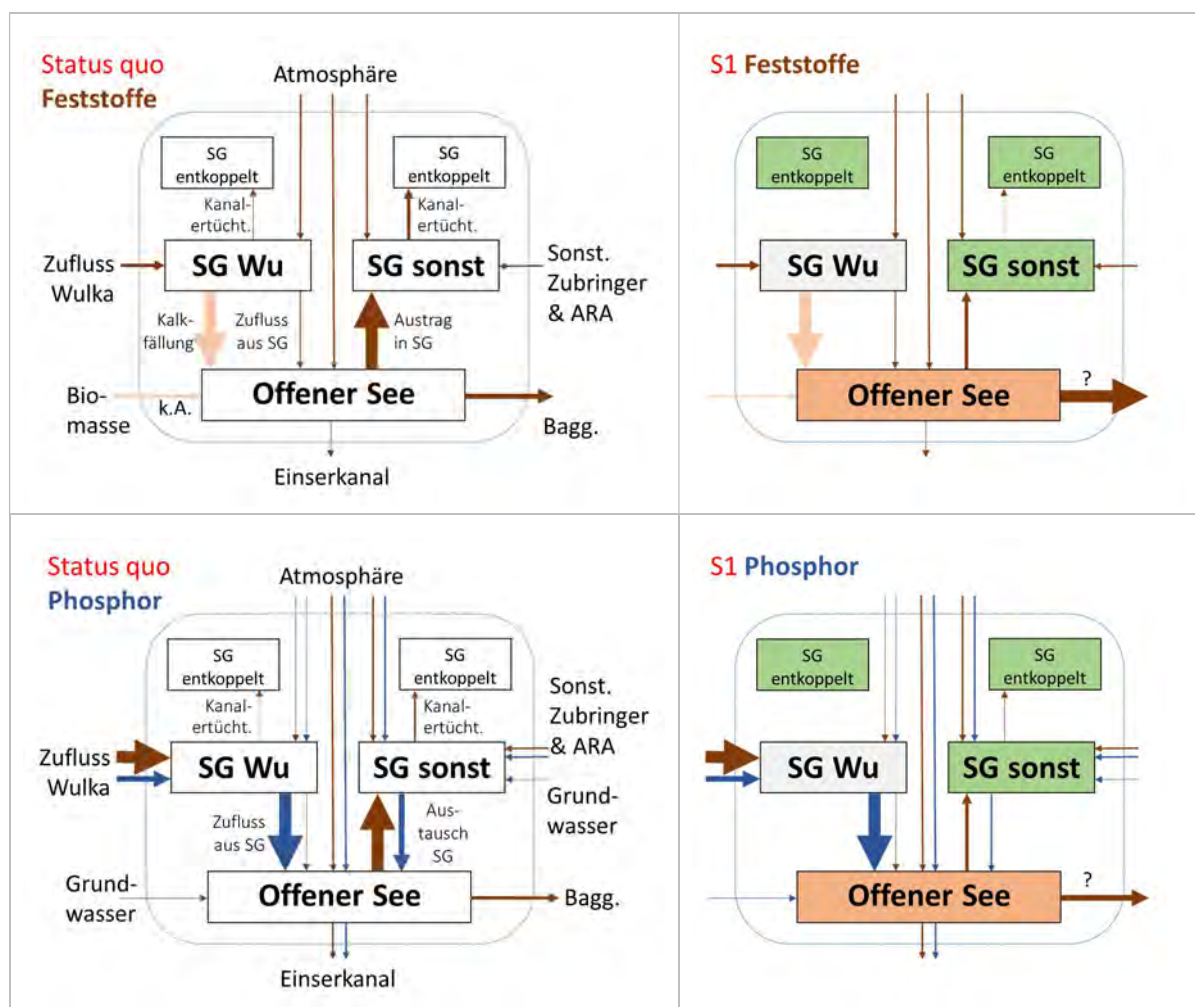 Status quo
Feststoffe
Atmosphäre
SG
entkoppelt
SG
entkoppelt
Kanal-
ertücht.
Kanal-
ertücht.
Zufluss
Wulka
SG Wu
SG sonst
Sonst.
Zubringer
& ARA
Kalk-
fällung
Zufluss
aus SG
Austrag
in SG
Bio-
masse
k.A.
Offener See
Bagg.
Einserkanal
S1 Feststoffe
SG
entkoppelt
SG
entkoppelt
SG Wu
SG sonst
Offener See
?
Status quo
Phosphor
Atmosphäre
SG
entkoppelt
SG
entkoppelt
Kanal-
ertücht.
Kanal-
ertücht.
Sonst.
Zubringer
& ARA
Zufluss
Wulka
SG Wu
SG sonst
Grund-
wasser
Zufluss
aus SG
Aus-
tausch
SG
Grund-
wasser
Offener See
Bagg.
Einserkanal
S1 Phosphor
SG
entkoppelt
SG
entkoppelt
SG Wu
SG sonst
Offener See
?